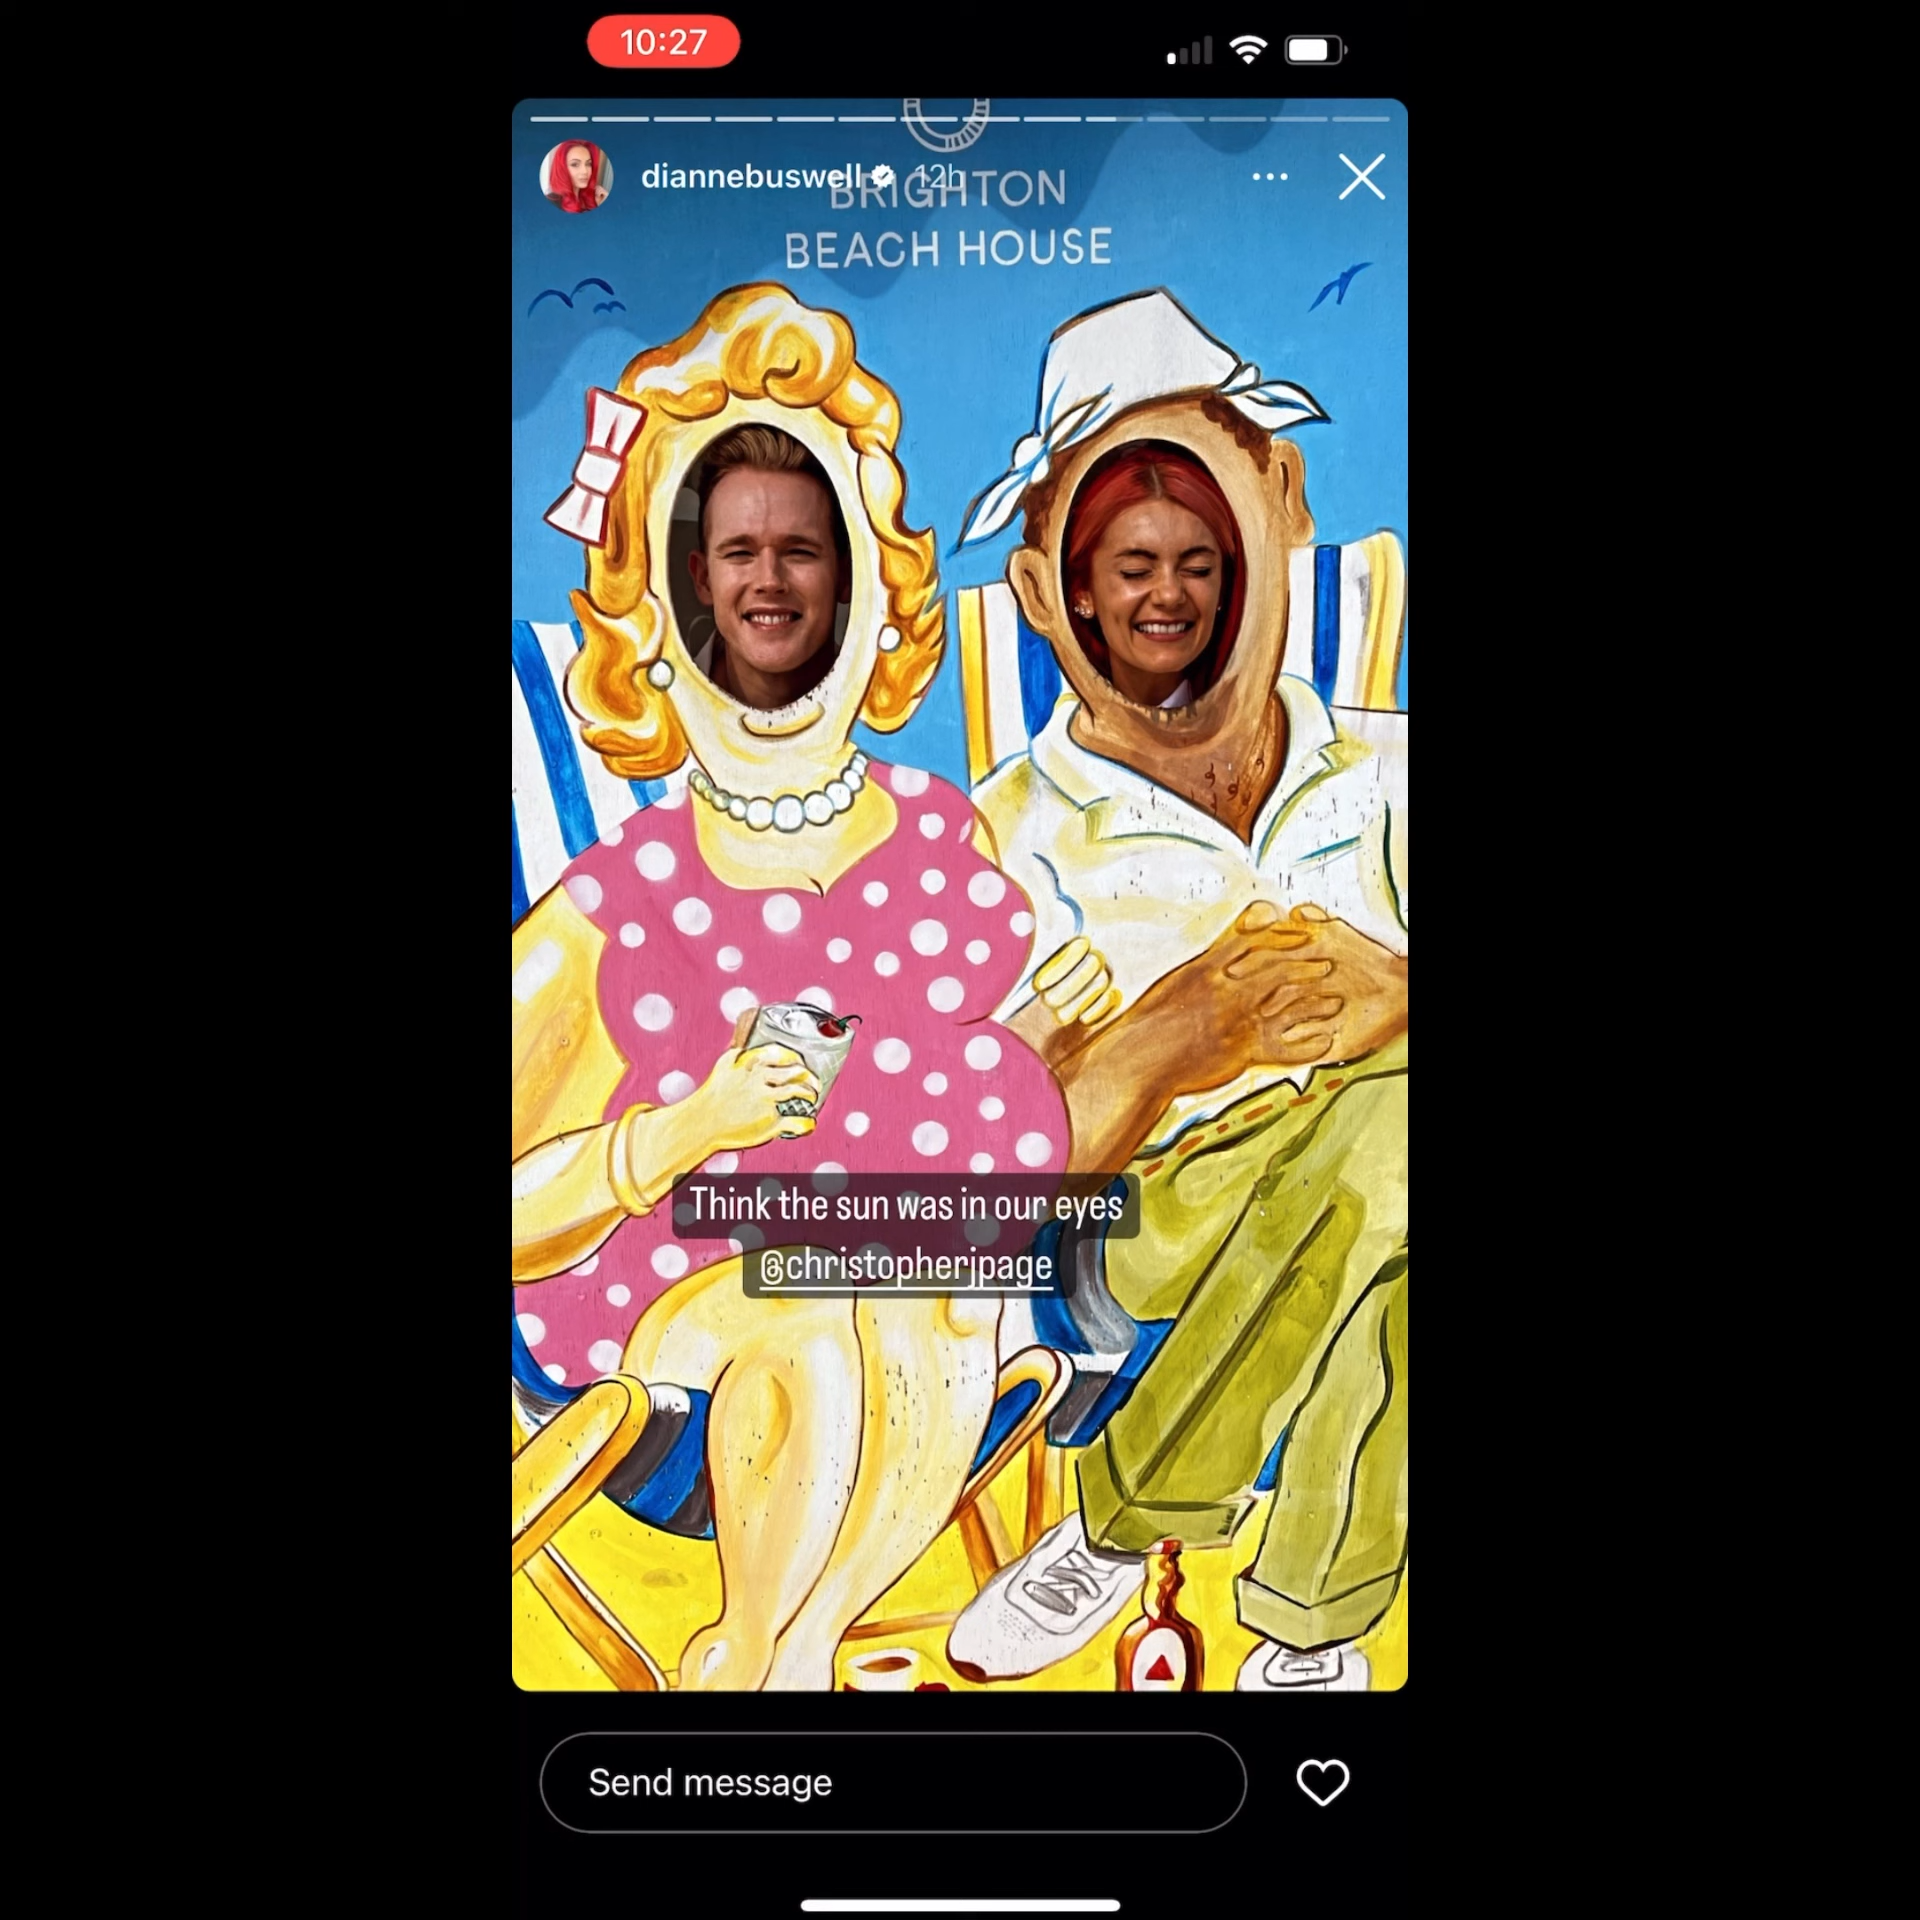 10:27
diannebuswell 12h
BRIGHTON
BEACH HOUSE
Think the sun was in our eyes
@christopherjpage
Send message